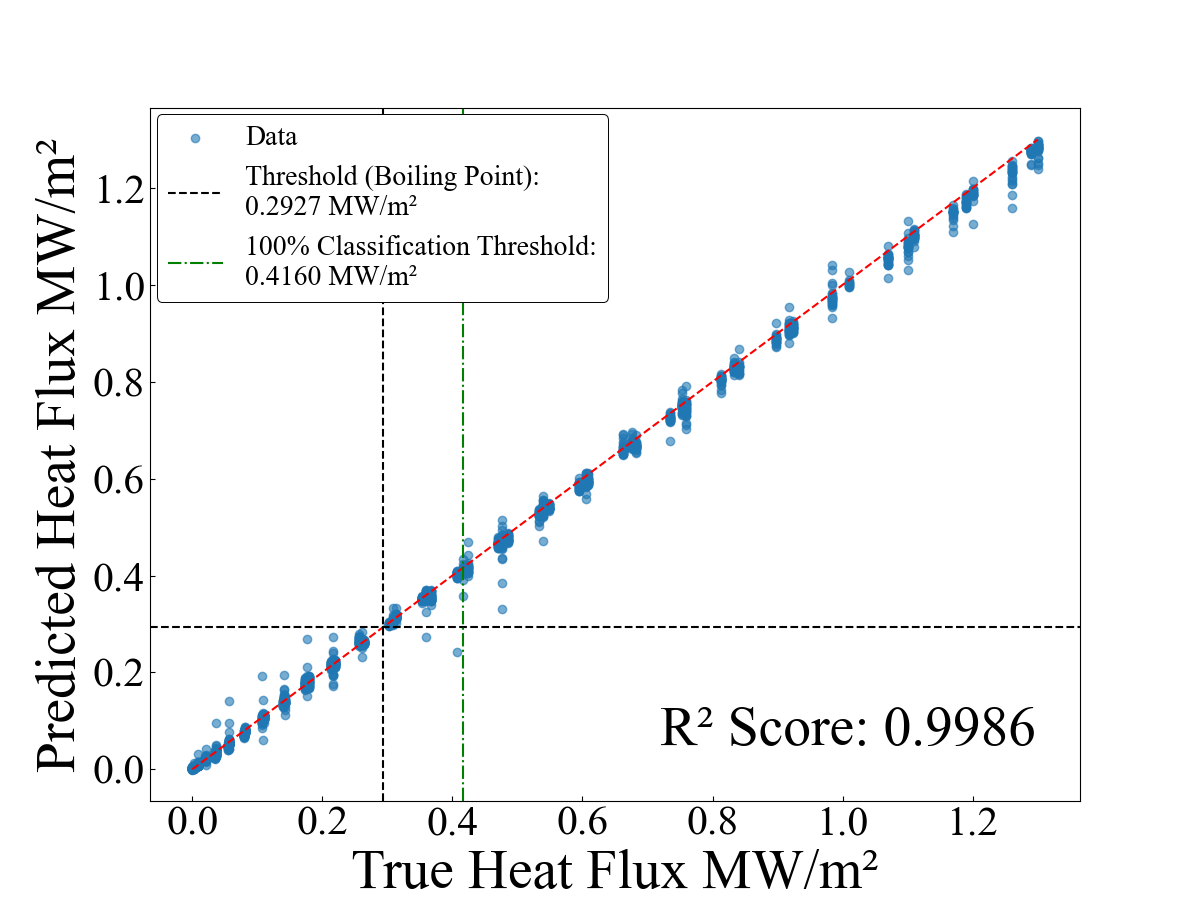 Data
Threshold (Boiling Point):
0.2927 MW/m²
100% Classification Threshold:
0.4160 MW/m²
Predicted Heat Flux MW/m²
1.2
1.0
0.8
0.6
0.4
0.2
0.0
R² Score: 0.9986
0.0 0.2 0.4 0.6 0.8 1.0 1.2
True Heat Flux MW/m²